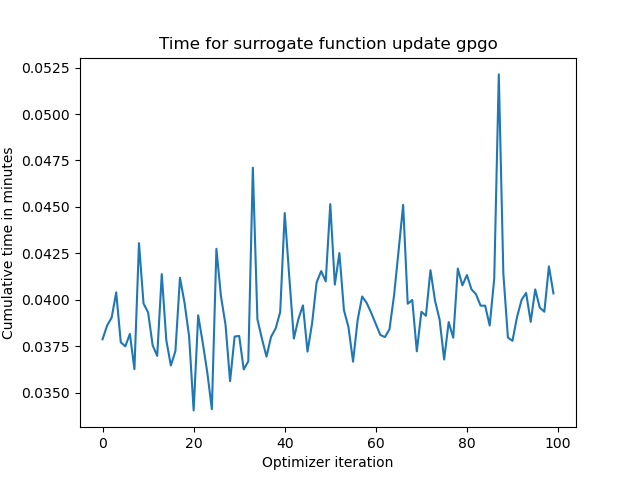 Time for surrogate function update gpgo
Cumulative time in minutes
0.0525
0.0500
0.0475
0.0450
0.0425
0.0400
0.0375
0.0350
0 20 40 60 80 100
Optimizer iteration